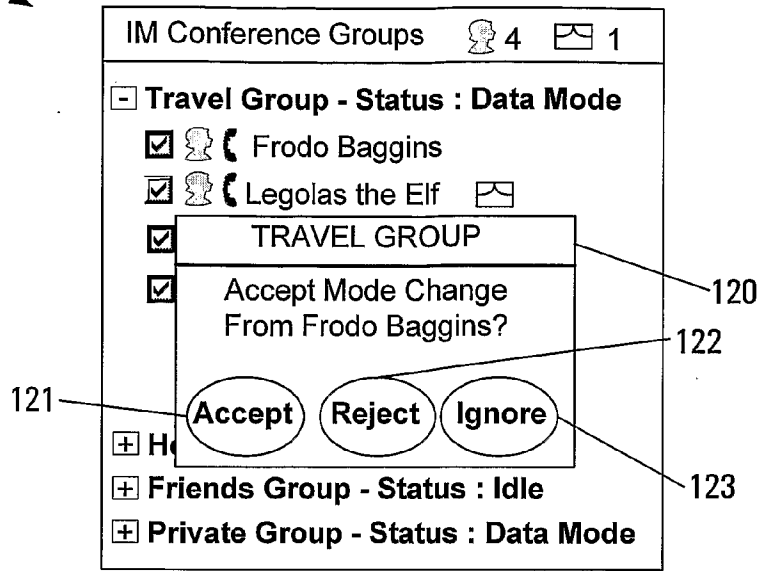 IM Conference Groups 4 1
Travel Group - Status : Data Mode
Frodo Baggins
Legolas the Elf
TRAVEL GROUP
Accept Mode Change
From Frodo Baggins?
120
122
121
Accept Reject Ignore
Friends Group - Status : Idle
123
Private Group - Status : Data Mode